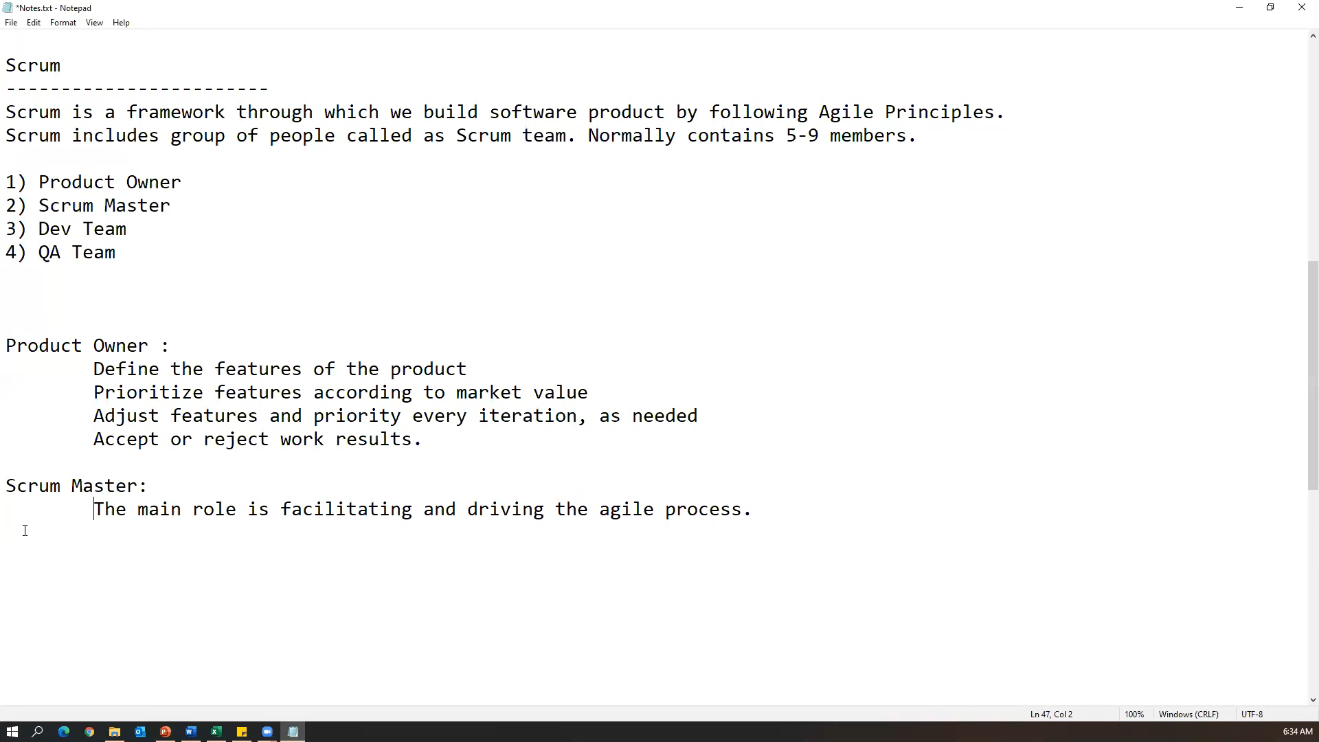 *Notes.txt - Notepad
File Edit Format View Help
Scrum
------------------------
Scrum is a framework through which we build software product by following Agile Principles.
Scrum includes group of people called as Scrum team. Normally contains 5-9 members.
1) Product Owner
2) Scrum Master
3) Dev Team
4) QA Team
Product Owner :
Define the features of the product
Prioritize features according to market value
Adjust features and priority every iteration, as needed
Accept or reject work results.
Scrum Master:
The main role is facilitating and driving the agile process.
Ln 47, Col 2 100% Windows (CRLF) UTF-8
6:34 AM